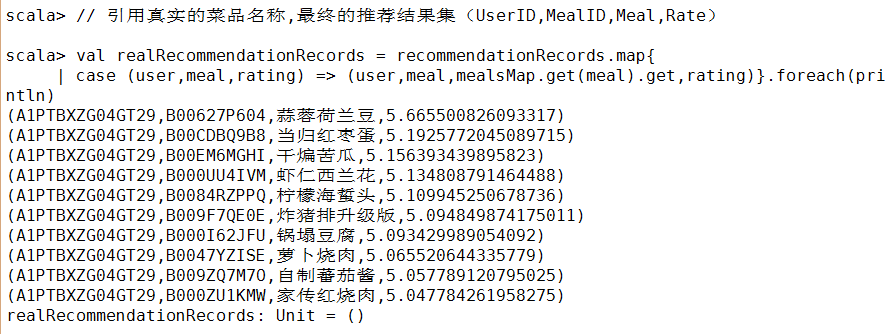 scala> // 引用真实的菜品名称,最终的推荐结果集（UserID,MealID,Meal,Rate）
scala> val realRecommendationRecords = recommendationRecords.map{
     | case (user,meal,rating) => (user,meal,mealsMap.get(meal).get,rating)}.foreach(pri
ntln)
(A1PTBXZG04GT29,B00627P604,蒜蓉荷兰豆,5.665500826093317)
(A1PTBXZG04GT29,B00CDBQ9B8,当归红枣蛋,5.1925772045089715)
(A1PTBXZG04GT29,B00EM6MGHI,干煸苦瓜,5.156393439895823)
(A1PTBXZG04GT29,B000UU4IVM,虾仁西兰花,5.134808791464488)
(A1PTBXZG04GT29,B0084RZPPQ,柠檬海蜇头,5.109945250678736)
(A1PTBXZG04GT29,B009F7QE0E,炸猪排升级版,5.094849874175011)
(A1PTBXZG04GT29,B000I62JFU,锅塌豆腐,5.093429989054092)
(A1PTBXZG04GT29,B0047YZISE,萝卜烧肉,5.065520644335779)
(A1PTBXZG04GT29,B009ZQ7M7O,自制蕃茄酱,5.057789120795025)
(A1PTBXZG04GT29,B000ZU1KMW,家传红烧肉,5.047784261958275)
realRecommendationRecords: Unit = ()